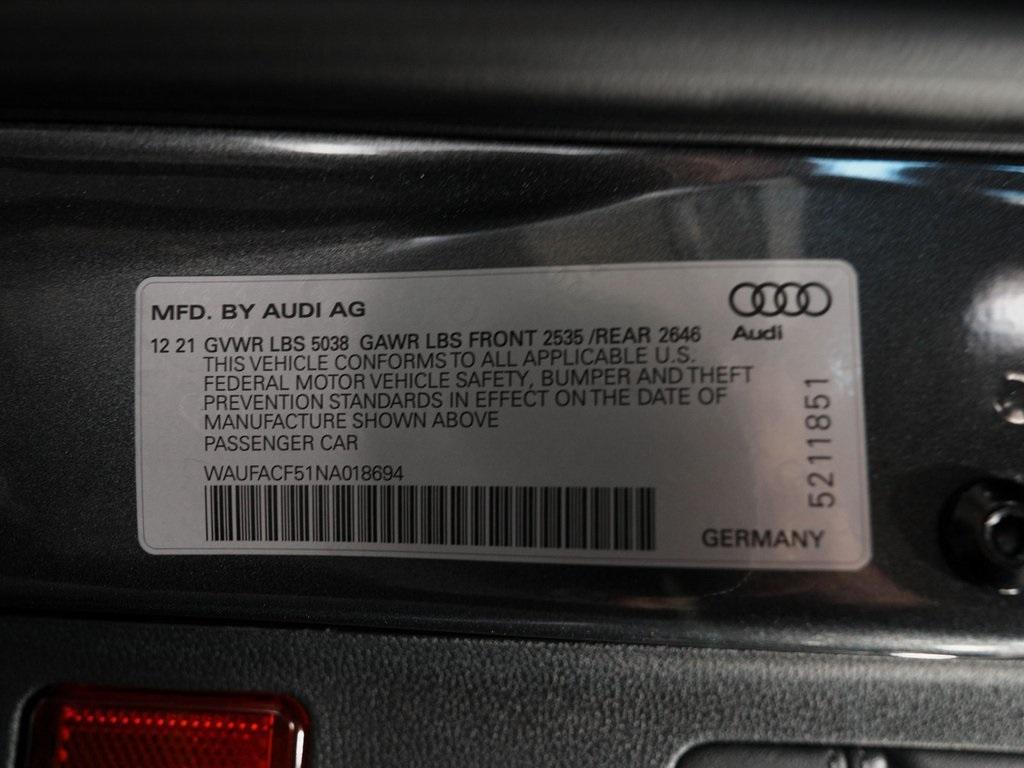 MFD. BY AUDI AG
Audi
12 21 GVWR LBS 5038 GAWR LBS FRONT 2535 /REAR 2646
THIS VEHICLE CONFORMS TO ALL APPLICABLE U.S.
FEDERAL MOTOR VEHICLE SAFETY, BUMPER AND THEFT
PREVENTION STANDARDS IN EFFECT ON THE DATE OF
MANUFACTURE SHOWN ABOVE
PASSENGER CAR
WAUFACF51NA018694
5211851
GERMANY